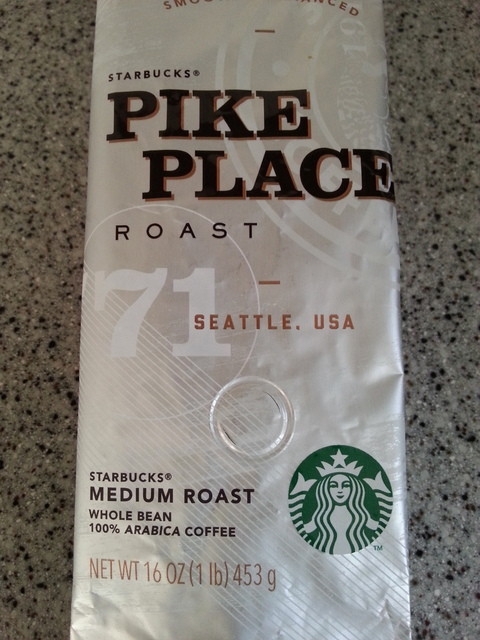 STARBUCKS®
PIKE
PLACE
ROAST
71
SEATTLE, USA
STARBUCKS®
MEDIUM ROAST
WHOLE BEAN
100% ARABICA COFFEE
TM
NET WT 16 OZ (1 lb) 453 g